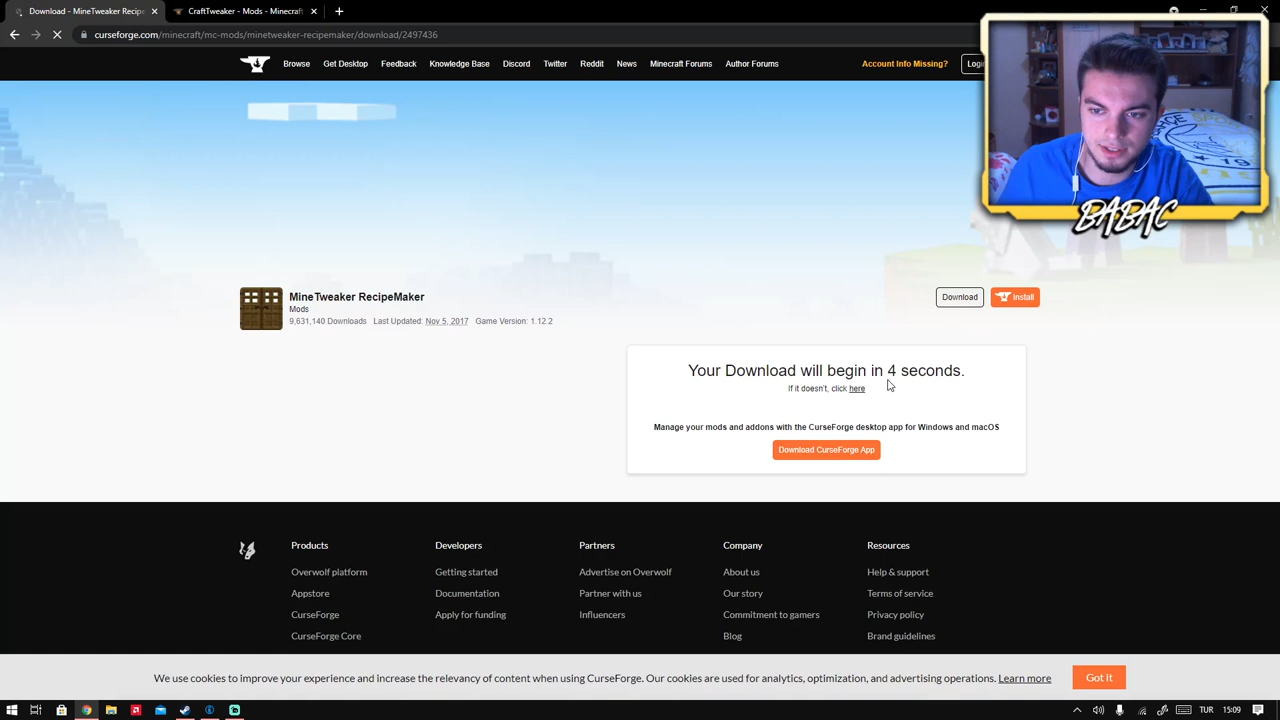 Download - MineTweaker Recipe
CraftTweaker - Mods - Minecraft
curseforge.com/minecraft/mc-mods/minetweaker-recipemaker/download/2497436
Browse Get Desktop Feedback Knowledge Base Discord Twitter Reddit News Minecraft Forums Author Forums Account Info Missing?
BABAC
MineTweaker RecipeMaker
Mods
9,631,140 Downloads Last Updated: Nov 5, 2017 Game Version: 1.12.2
Download Install
Your Download will begin in 4 seconds.
If it doesn't, click here
Manage your mods and addons with the CurseForge desktop app for Windows and macOS
Download CurseForge App
Products Developers Partners Company Resources
Overwolf platform Getting started Advertise on Overwolf About us Help & support
Appstore Documentation Partner with us Our story Terms of service
CurseForge Apply for funding Influencers Commitment to gamers Privacy policy
CurseForge Core Blog Brand guidelines
We use cookies to improve your experience and increase the relevancy of content when using CurseForge. Our cookies are used for analytics, optimization, and advertising operations. Learn more Got it
TUR 15:09